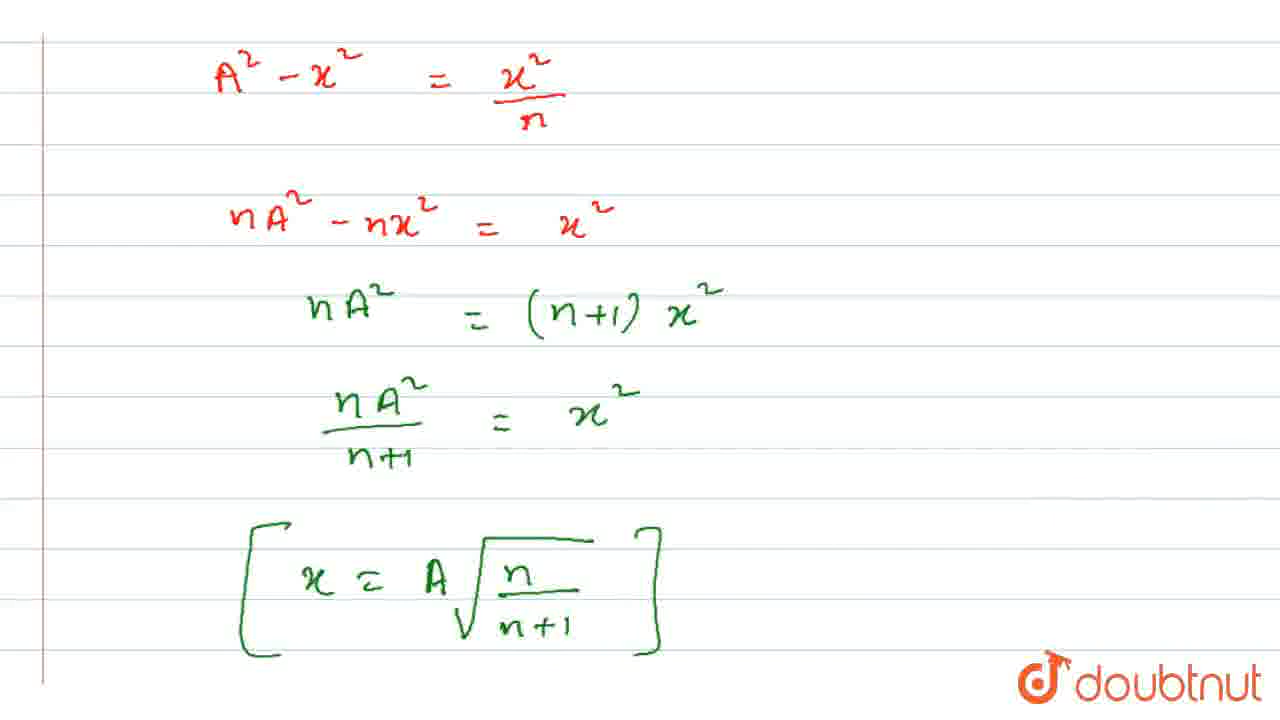 A² - x² = x²/n
nA² - nx² = x²
nA² = (n+1) x²
nA²/n+1 = x²
[x = A√n/n+1]
doubtnut